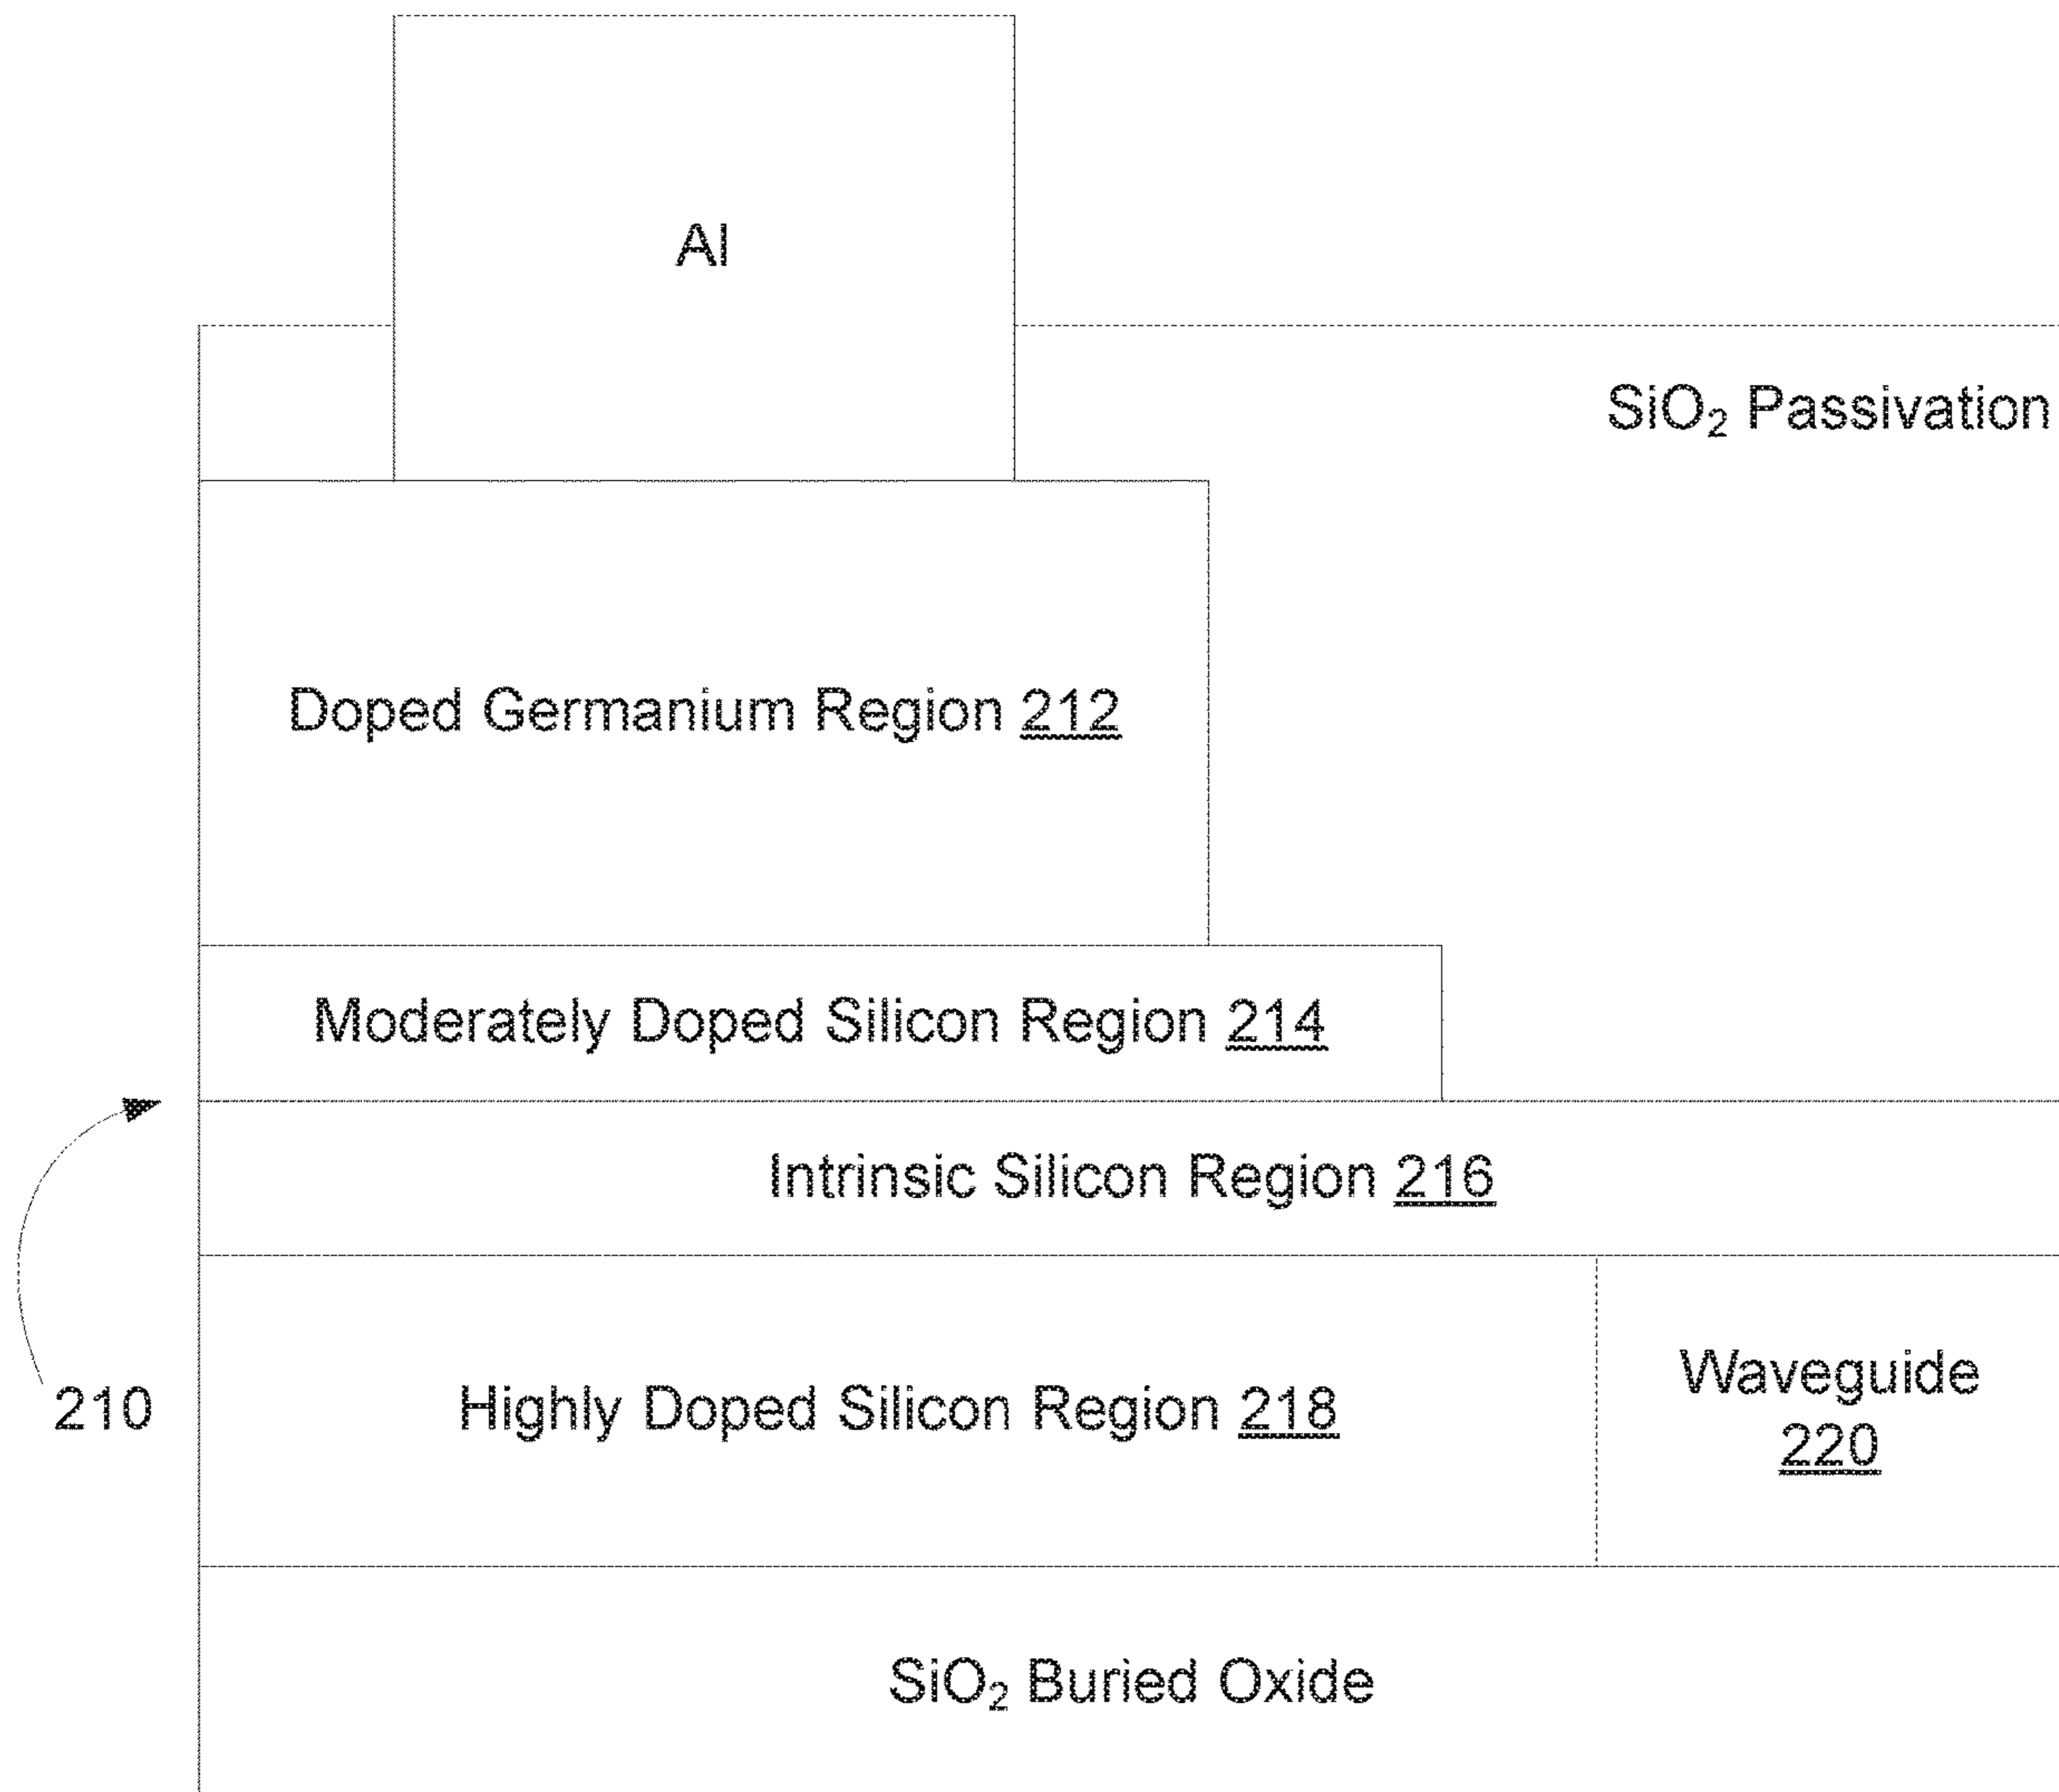 Al
SiO₂ Passivation
Doped Germanium Region 212
Moderately Doped Silicon Region 214
Intrinsic Silicon Region 216
210
Highly Doped Silicon Region 218
Waveguide
220
SiO₂ Buried Oxide